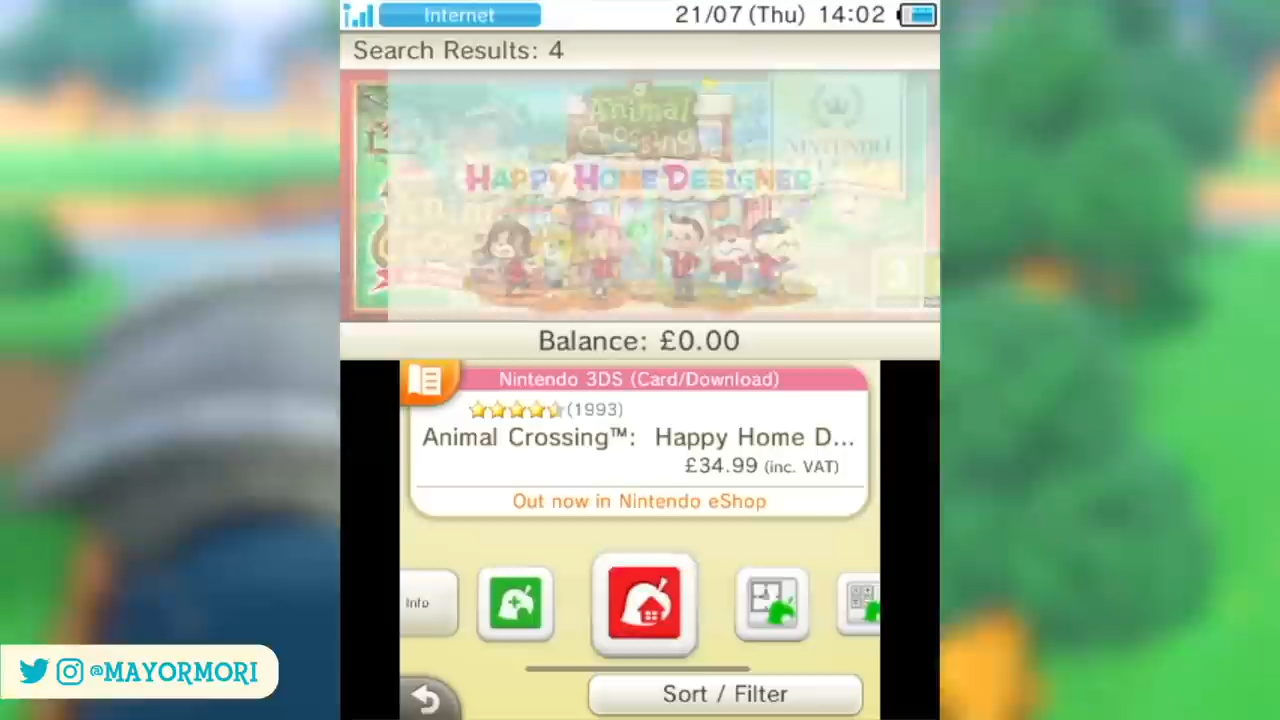 Internet
21/07 (Thu) 14:02
Search Results: 4
Animal
Crossing
HAPPY HOME DESIGNER
NINTENDO
Balance: £0.00
Nintendo 3DS (Card/Download)
(1993)
Animal Crossing™: Happy Home D...
£34.99 (inc. VAT)
Out now in Nintendo eShop
Info
Sort / Filter
@MAYORMORI